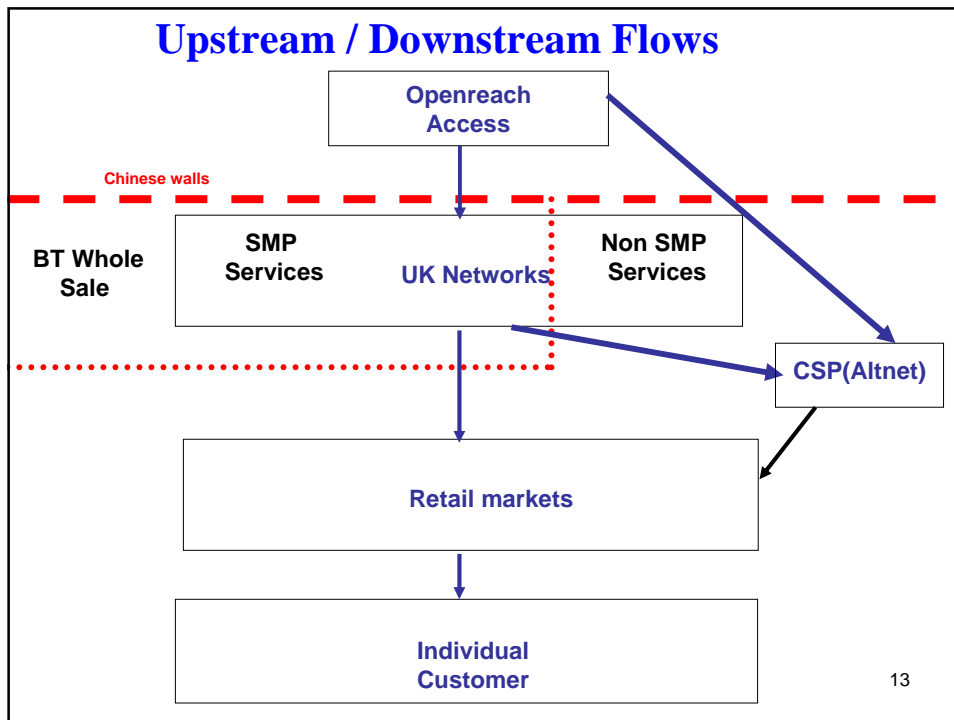 Upstream / Downstream Flows
Openreach
Access
Chinese walls
BT Whole
Sale
SMP
Services
UK Networks
Non SMP
Services
CSP(Altnet)
Retail markets
Individual
Customer
13